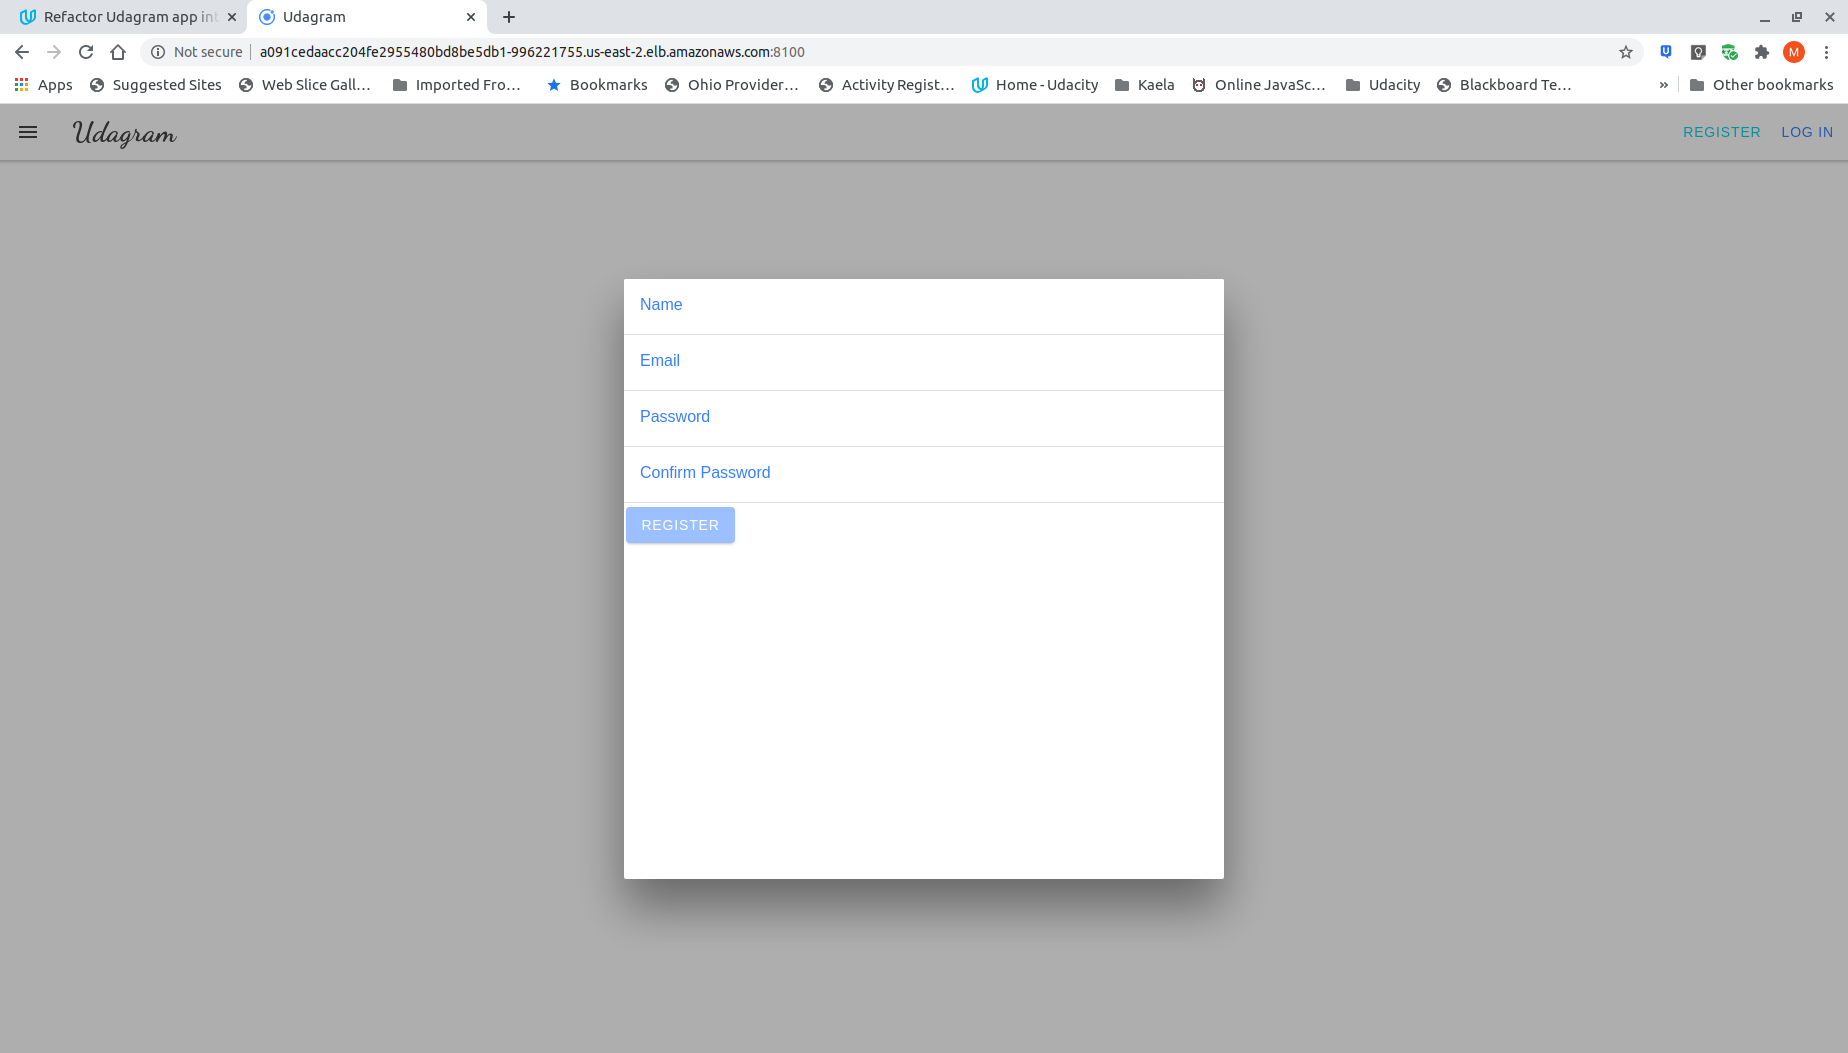 Refactor Udagram app in
Udagram
Not secure
a091cedaacc204fe2955480bd8be5db1-996221755.us-east-2.elb.amazonaws.com:8100
M
Apps Suggested Sites Web Slice Gall... Imported Fro... Bookmarks Ohio Provider... Activity Regist... Home - Udacity Kaela Online JavaSc... Udacity Blackboard Te... » Other bookmarks
Udagram REGISTER LOG IN
Name
Email
Password
Confirm Password
REGISTER